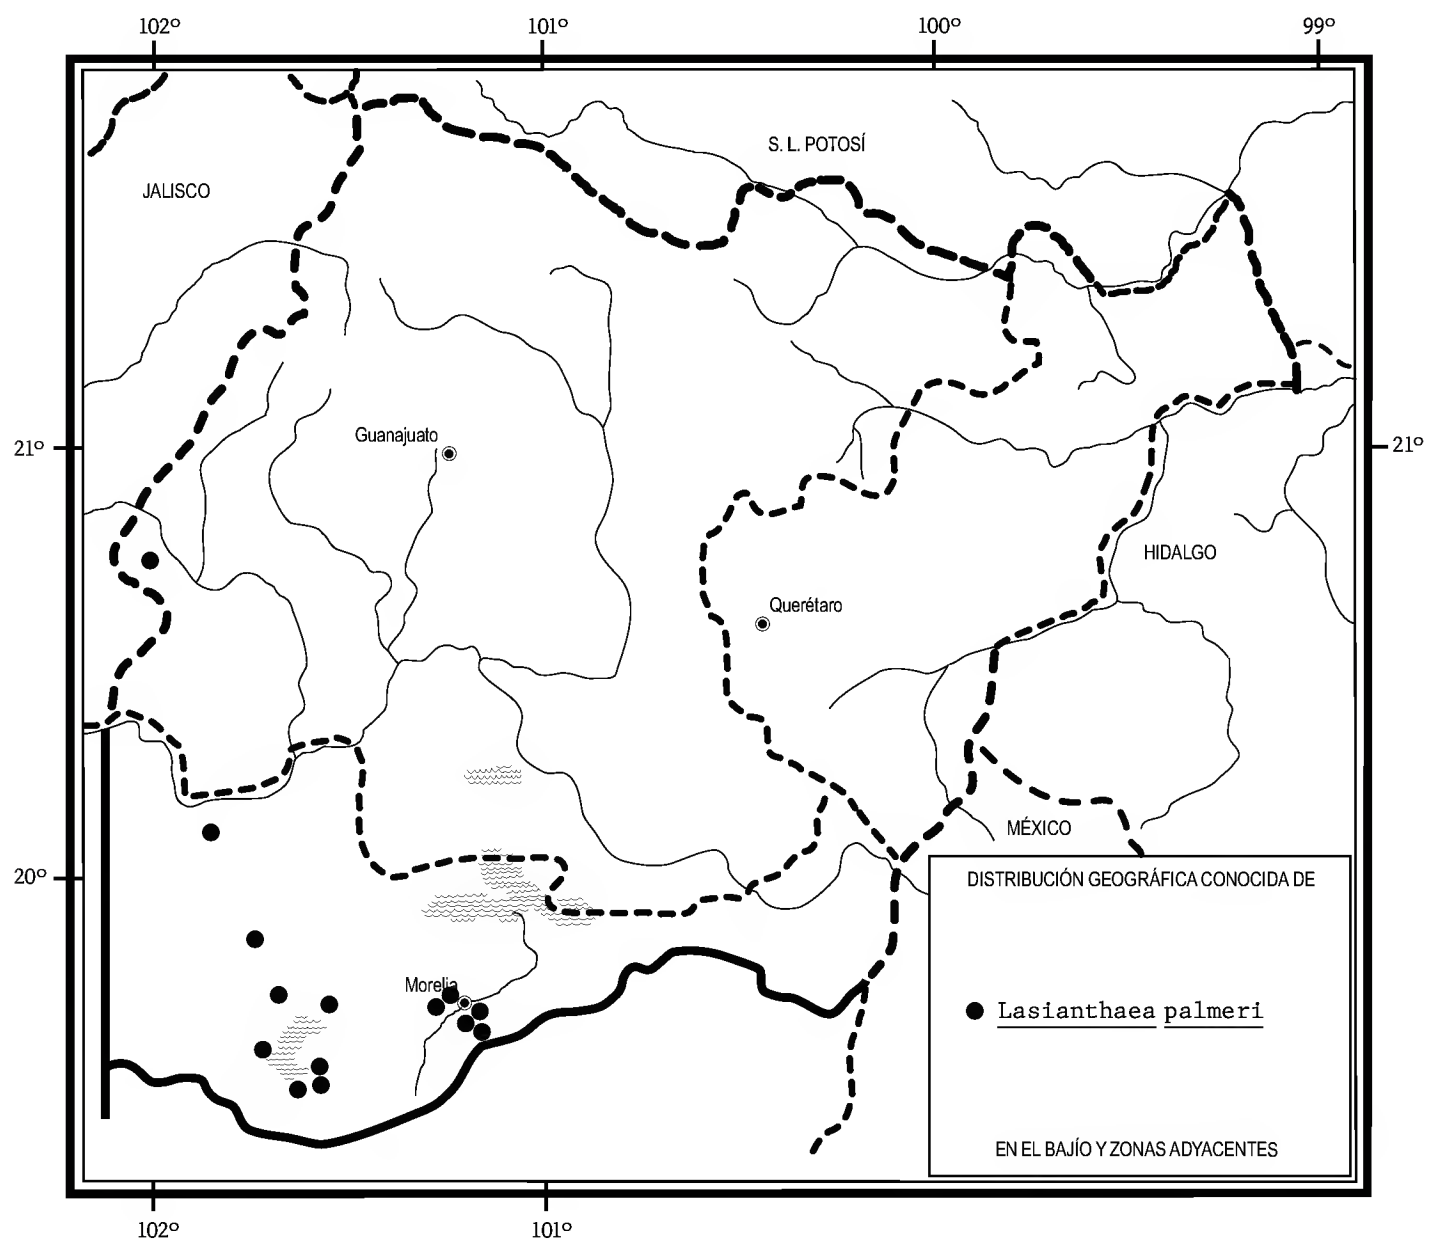 102º 101º 100º 99º
S. L. POTOSÍ
JALISCO
Guanajuato
21º 21º
HIDALGO
Querétaro
MÉXICO
20º
DISTRIBUCIÓN GEOGRÁFICA CONOCIDA DE
Morelia
Lasianthaea palmeri
EN EL BAJÍO Y ZONAS ADYACENTES
102º 101º